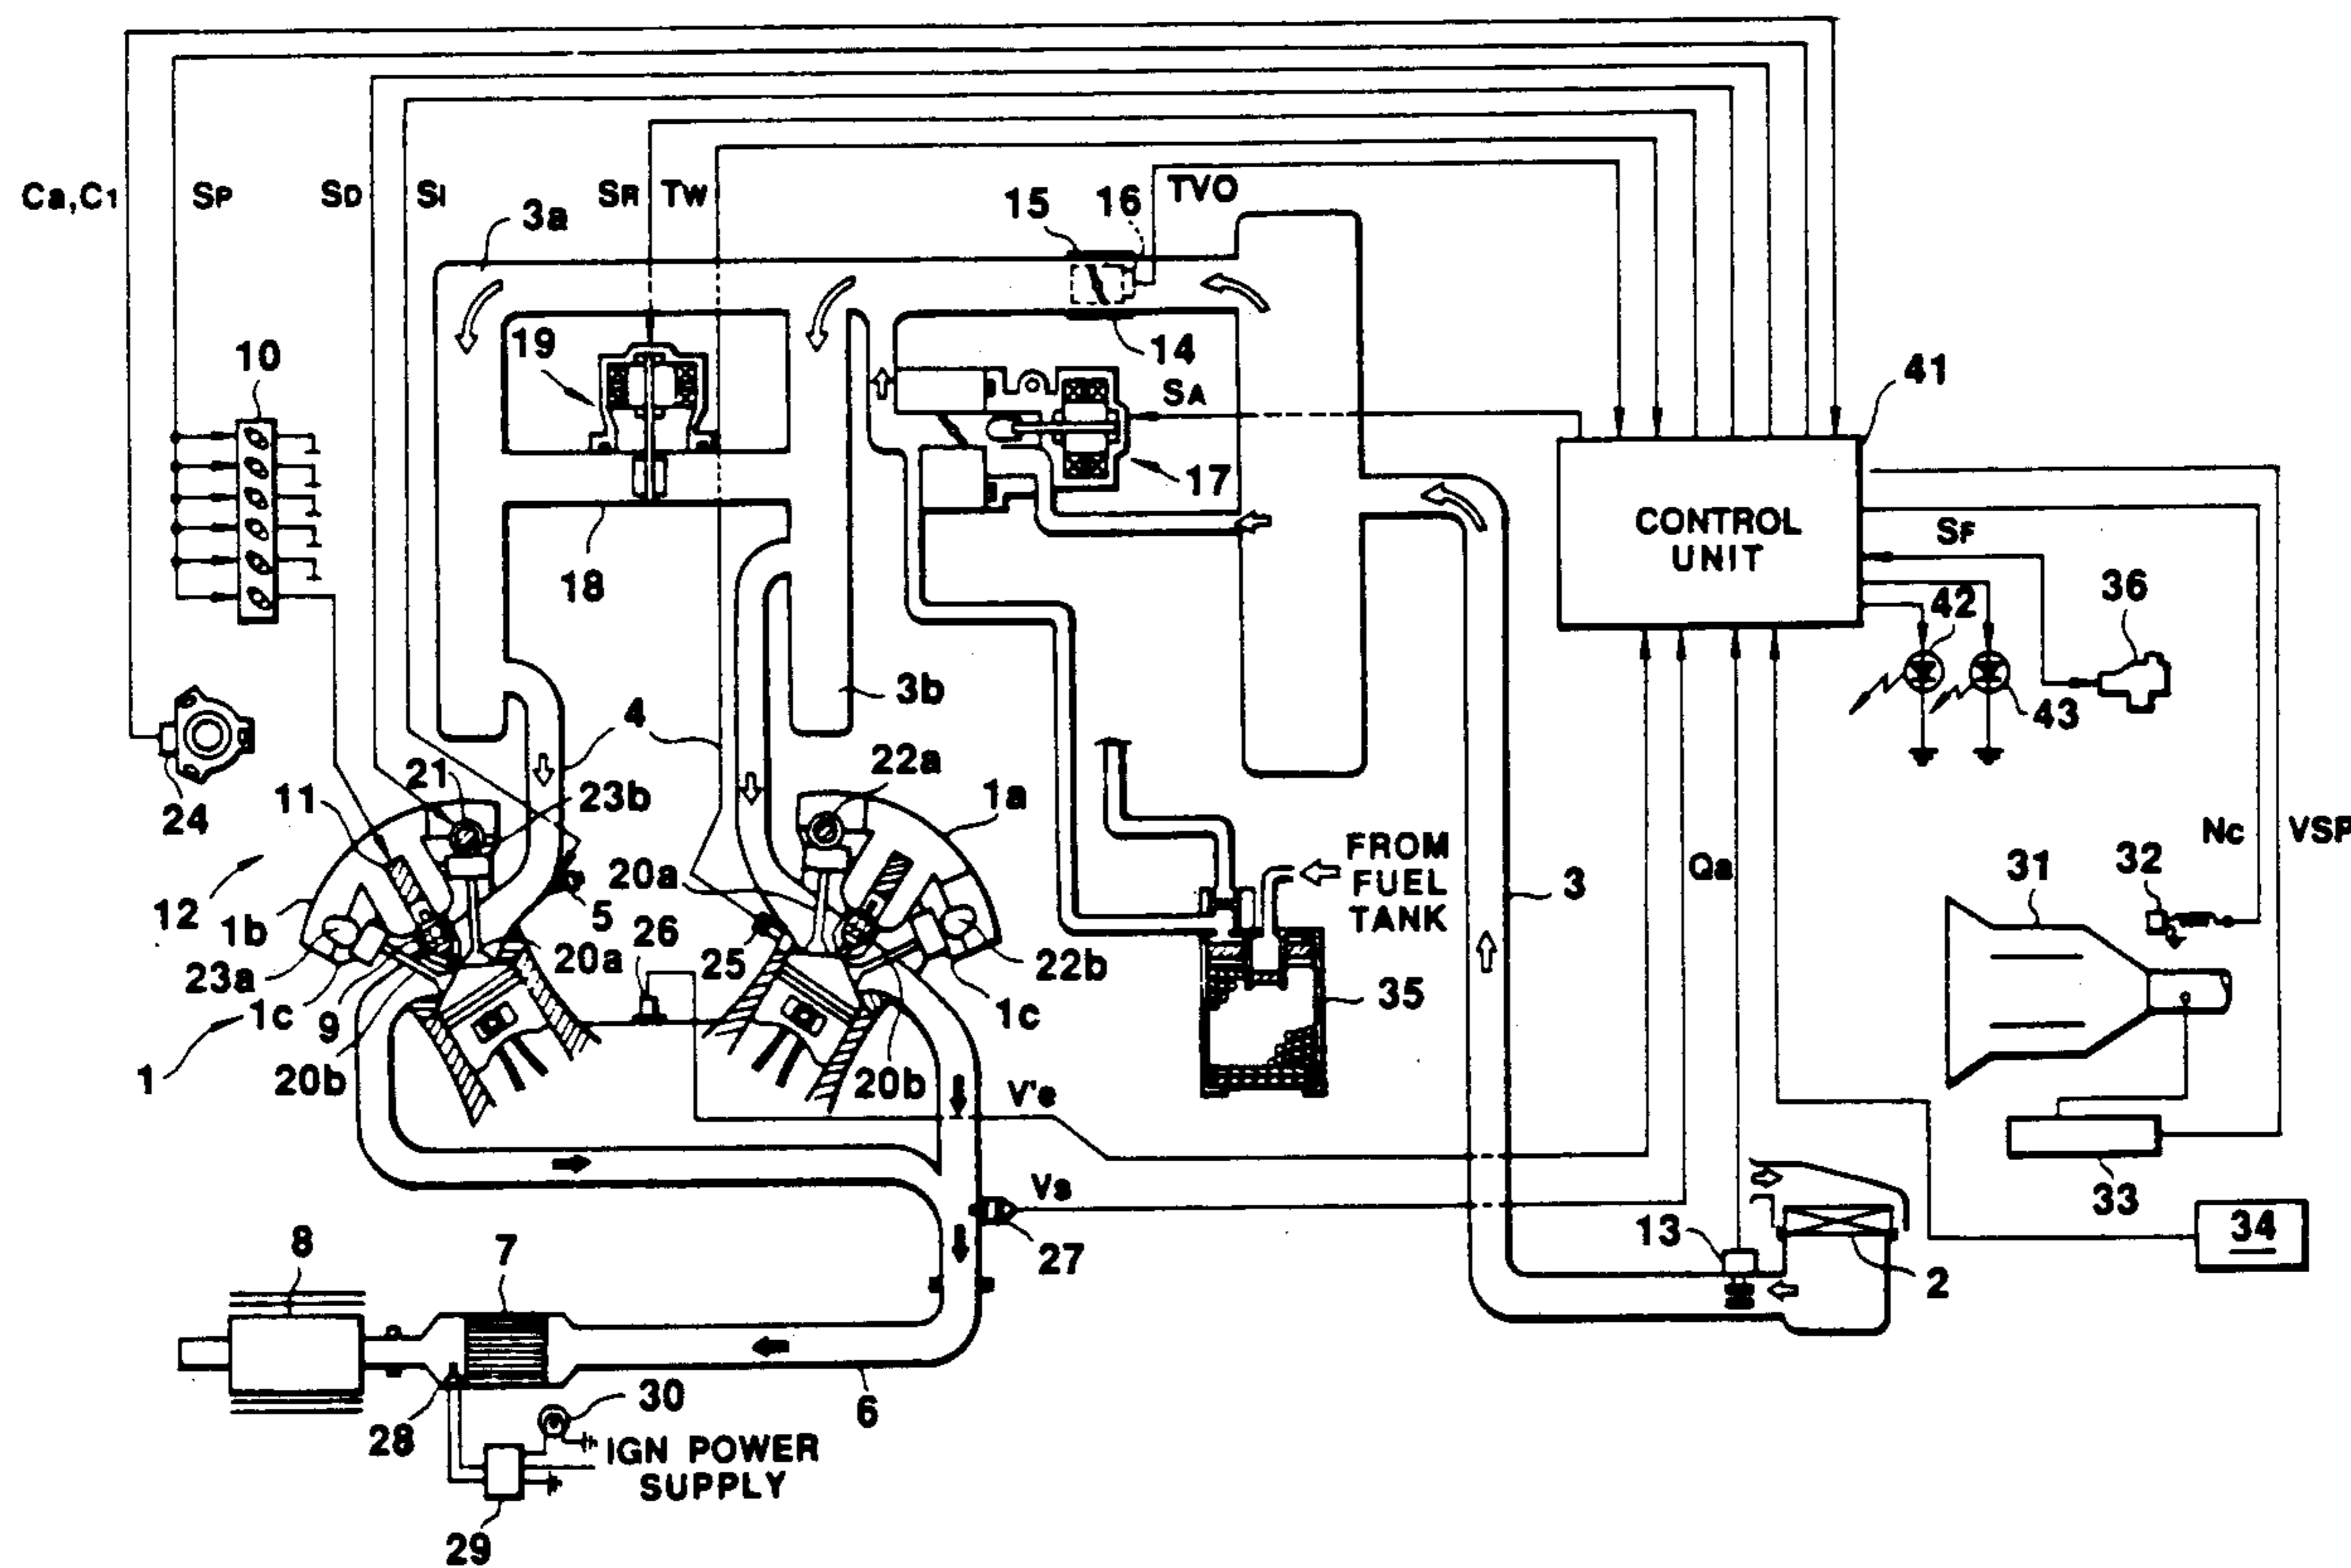 Ca,C1
SP
SD
SI
SR
TW
TVO
3a
15
16
10
19
14
SA
17
41
CONTROL
UNIT
SF
18
42
36
43
3b
4
24
11
21
23b
22a
1a
12
1b
20a
5
26
20a
25
23a
1c
9
20b
1
22b
1c
20b
FROM
FUEL
TANK
35
3
Qa
Nc
VSP
31
32
33
34
V'e
Vs
27
13
2
8
7
6
28
30
IGN POWER
SUPPLY
29